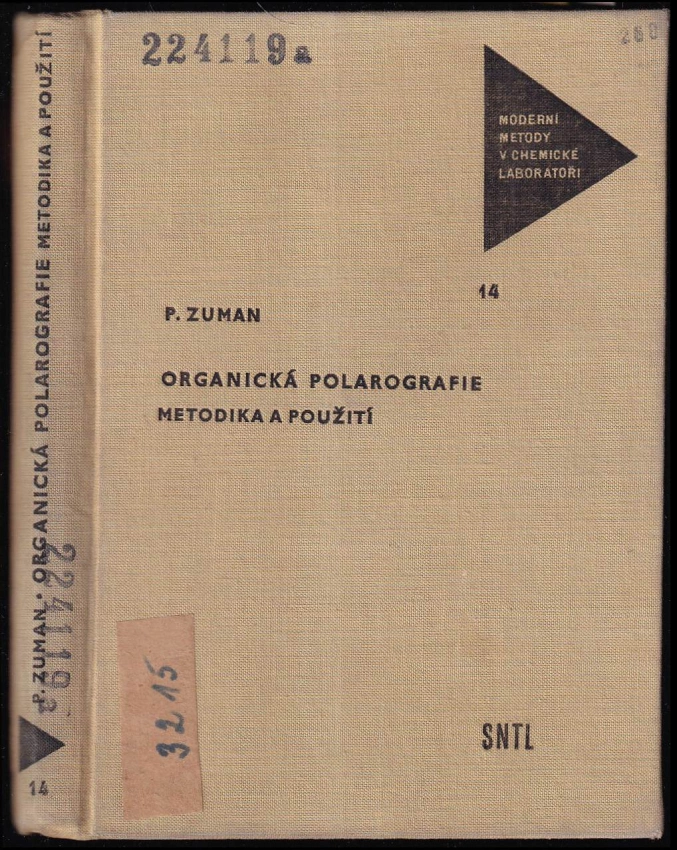 224119a
280
MODERNÍ
METODY
V CHEMICKÉ
LABORATOŘI
14
P. ZUMAN
ORGANICKÁ POLAROGRAFIE
METODIKA A POUŽITÍ
3215
SNTL
P. ZUMAN • ORGANICKÁ POLAROGRAFIE METODIKA A POUŽITÍ
224119a
14